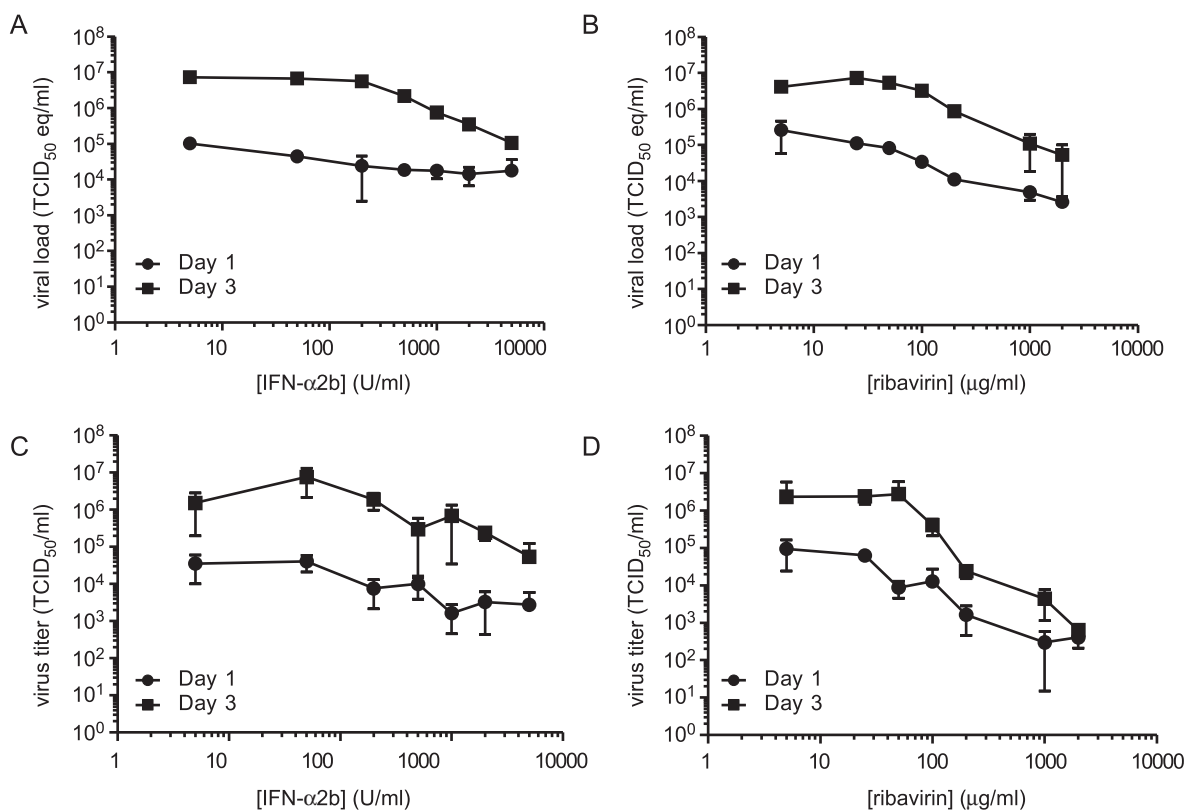 A
viral load (TCID50 eq/ml)
10^8
10^7
10^6
10^5
10^4
10^3
10^2
10^1
10^0
Day 1
Day 3
1 10 100 1000 10000
[IFN-α2b] (U/ml)
B
viral load (TCID50 eq/ml)
10^8
10^7
10^6
10^5
10^4
10^3
10^2
10^1
10^0
Day 1
Day 3
1 10 100 1000 10000
[ribavirin] (μg/ml)
C
virus titer (TCID50/ml)
10^8
10^7
10^6
10^5
10^4
10^3
10^2
10^1
10^0
Day 1
Day 3
1 10 100 1000 10000
[IFN-α2b] (U/ml)
D
virus titer (TCID50/ml)
10^8
10^7
10^6
10^5
10^4
10^3
10^2
10^1
10^0
Day 1
Day 3
1 10 100 1000 10000
[ribavirin] (μg/ml)